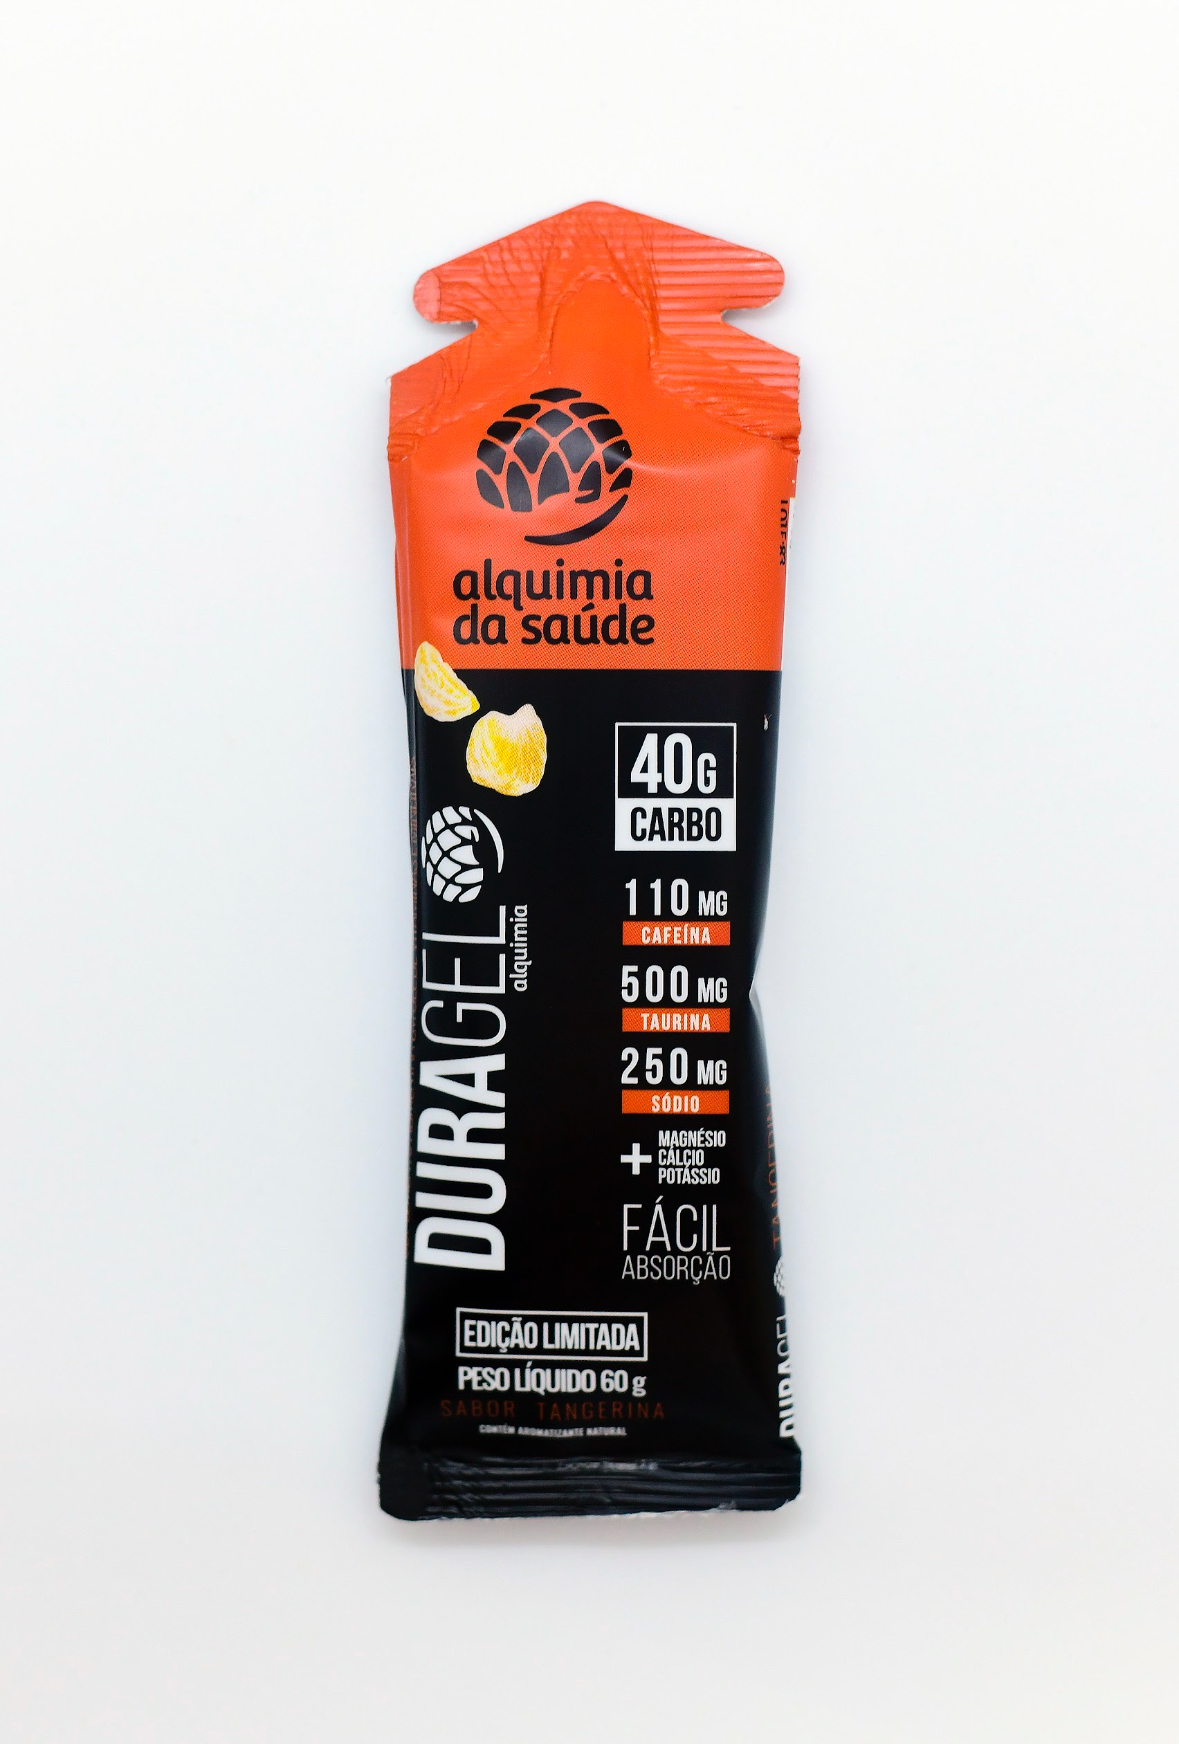 alquimia
da saúde
40G
CARBO
110 MG
CAFEÍNA
500 MG
TAURINA
250 MG
SÓDIO
+ MAGNÉSIO
CÁLCIO
POTÁSSIO
FÁCIL
ABSORÇÃO
DURAGEL
alquimia
EDIÇÃO LIMITADA
PESO LÍQUIDO 60 g
SABOR TANGERINA
CONTÉM AROMATIZANTE NATURAL
DURAGEL TANGERINA